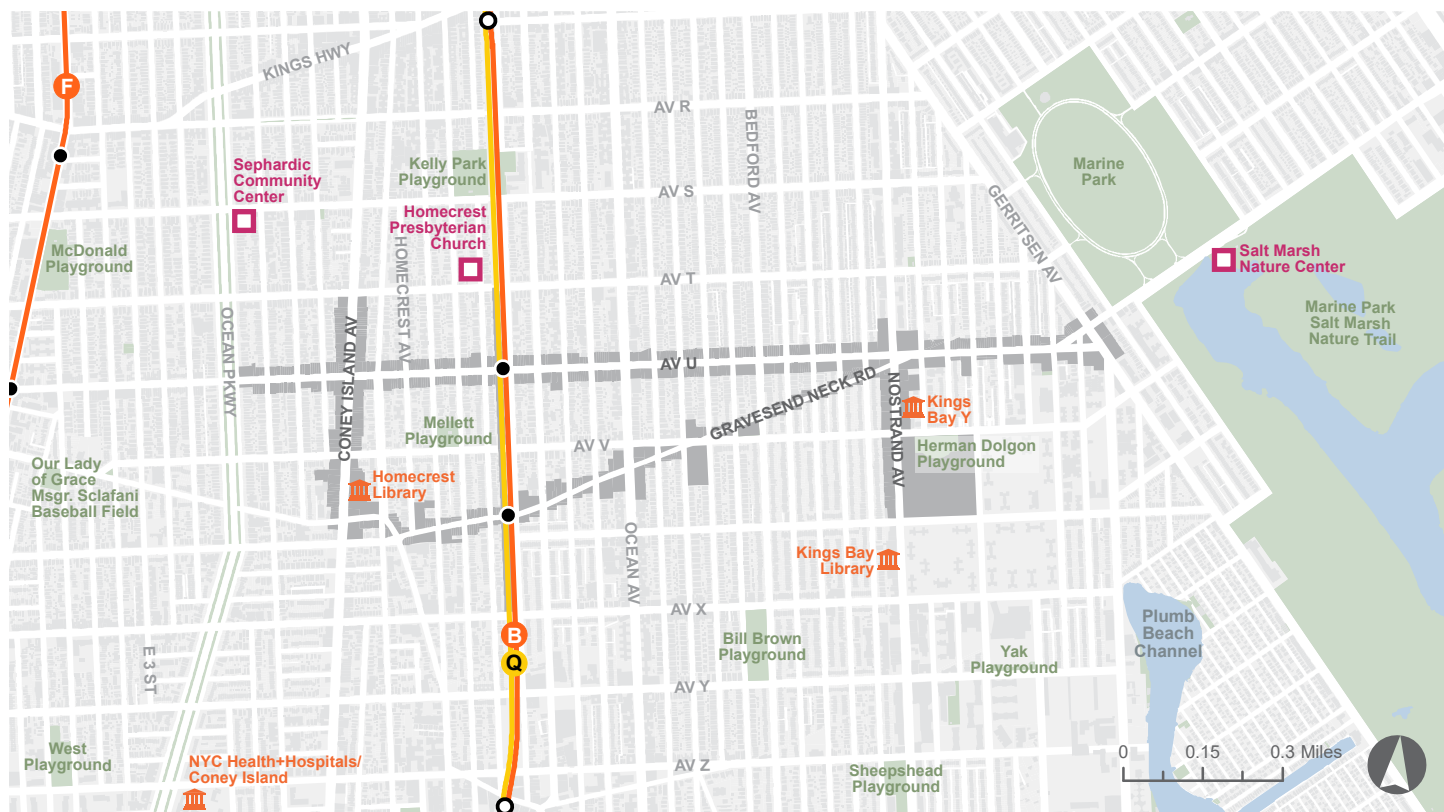 KINGS HWY
F
AV R
BEDFORD AV
Sephardic
Community
Center
Kelly Park
Playground
Marine
Park
AV S
GERRITSEN AV
Homecrest
Presbyterian
Church
McDonald
Playground
HOMECREST AV
Salt Marsh
Nature Center
AV T
Marine Park
Salt Marsh
Nature Trail
OCEAN PKWY
CONEY ISLAND AV
AV U
GRAVESEND NECK RD
NOSTRAND AV
Kings
Bay Y
Mellett
Playground
AV V
Herman Dolgon
Playground
Our Lady
of Grace
Msgr. Sclafani
Baseball Field
Homecrest
Library
OCEAN AV
Kings Bay
Library
AV X
Plumb
Beach
Channel
B
Q
Bill Brown
Playground
Yak
Playground
E 3 ST
AV Y
West
Playground
NYC Health+Hospitals/
Coney Island
AV Z
Sheepshead
Playground
0 0.15 0.3 Miles